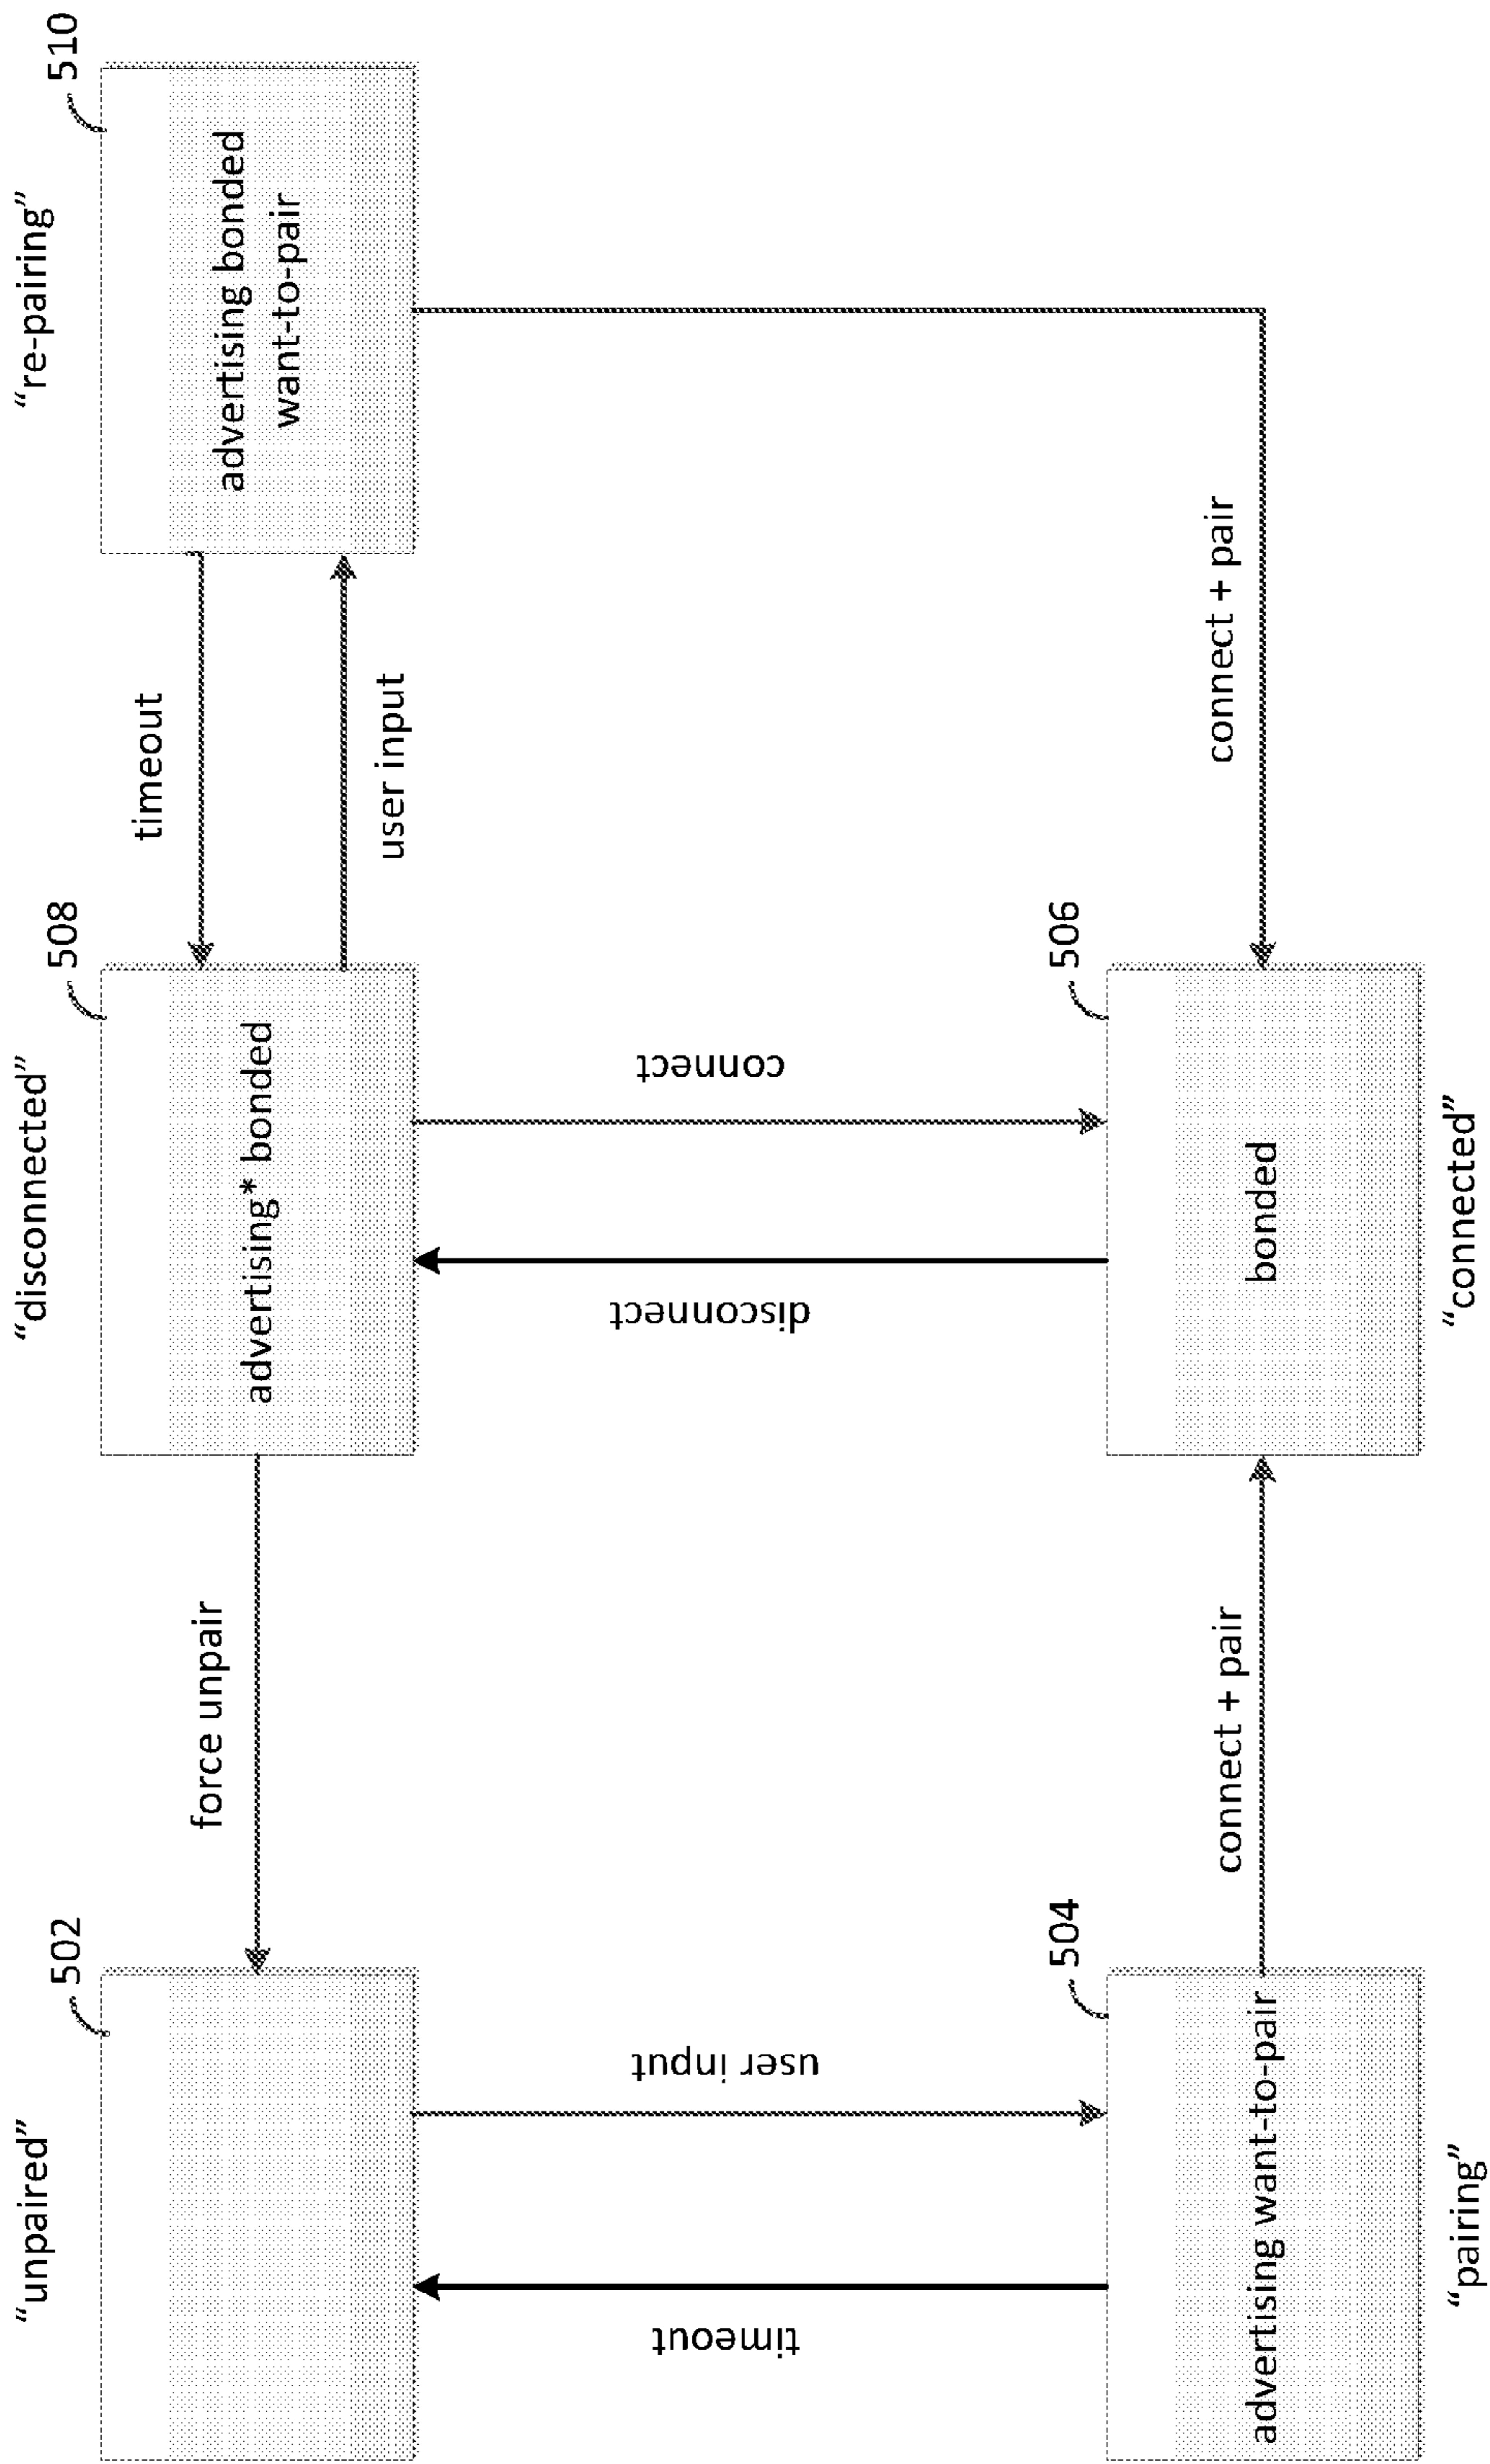 “unpaired”
502
force unpair
“disconnected”
508
advertising* bonded
timeout
user input
“re-pairing”
510
advertising bonded
want-to-pair
timeout
user input
disconnect
connect
504
advertising want-to-pair
“pairing”
connect + pair
506
bonded
“connected”
connect + pair